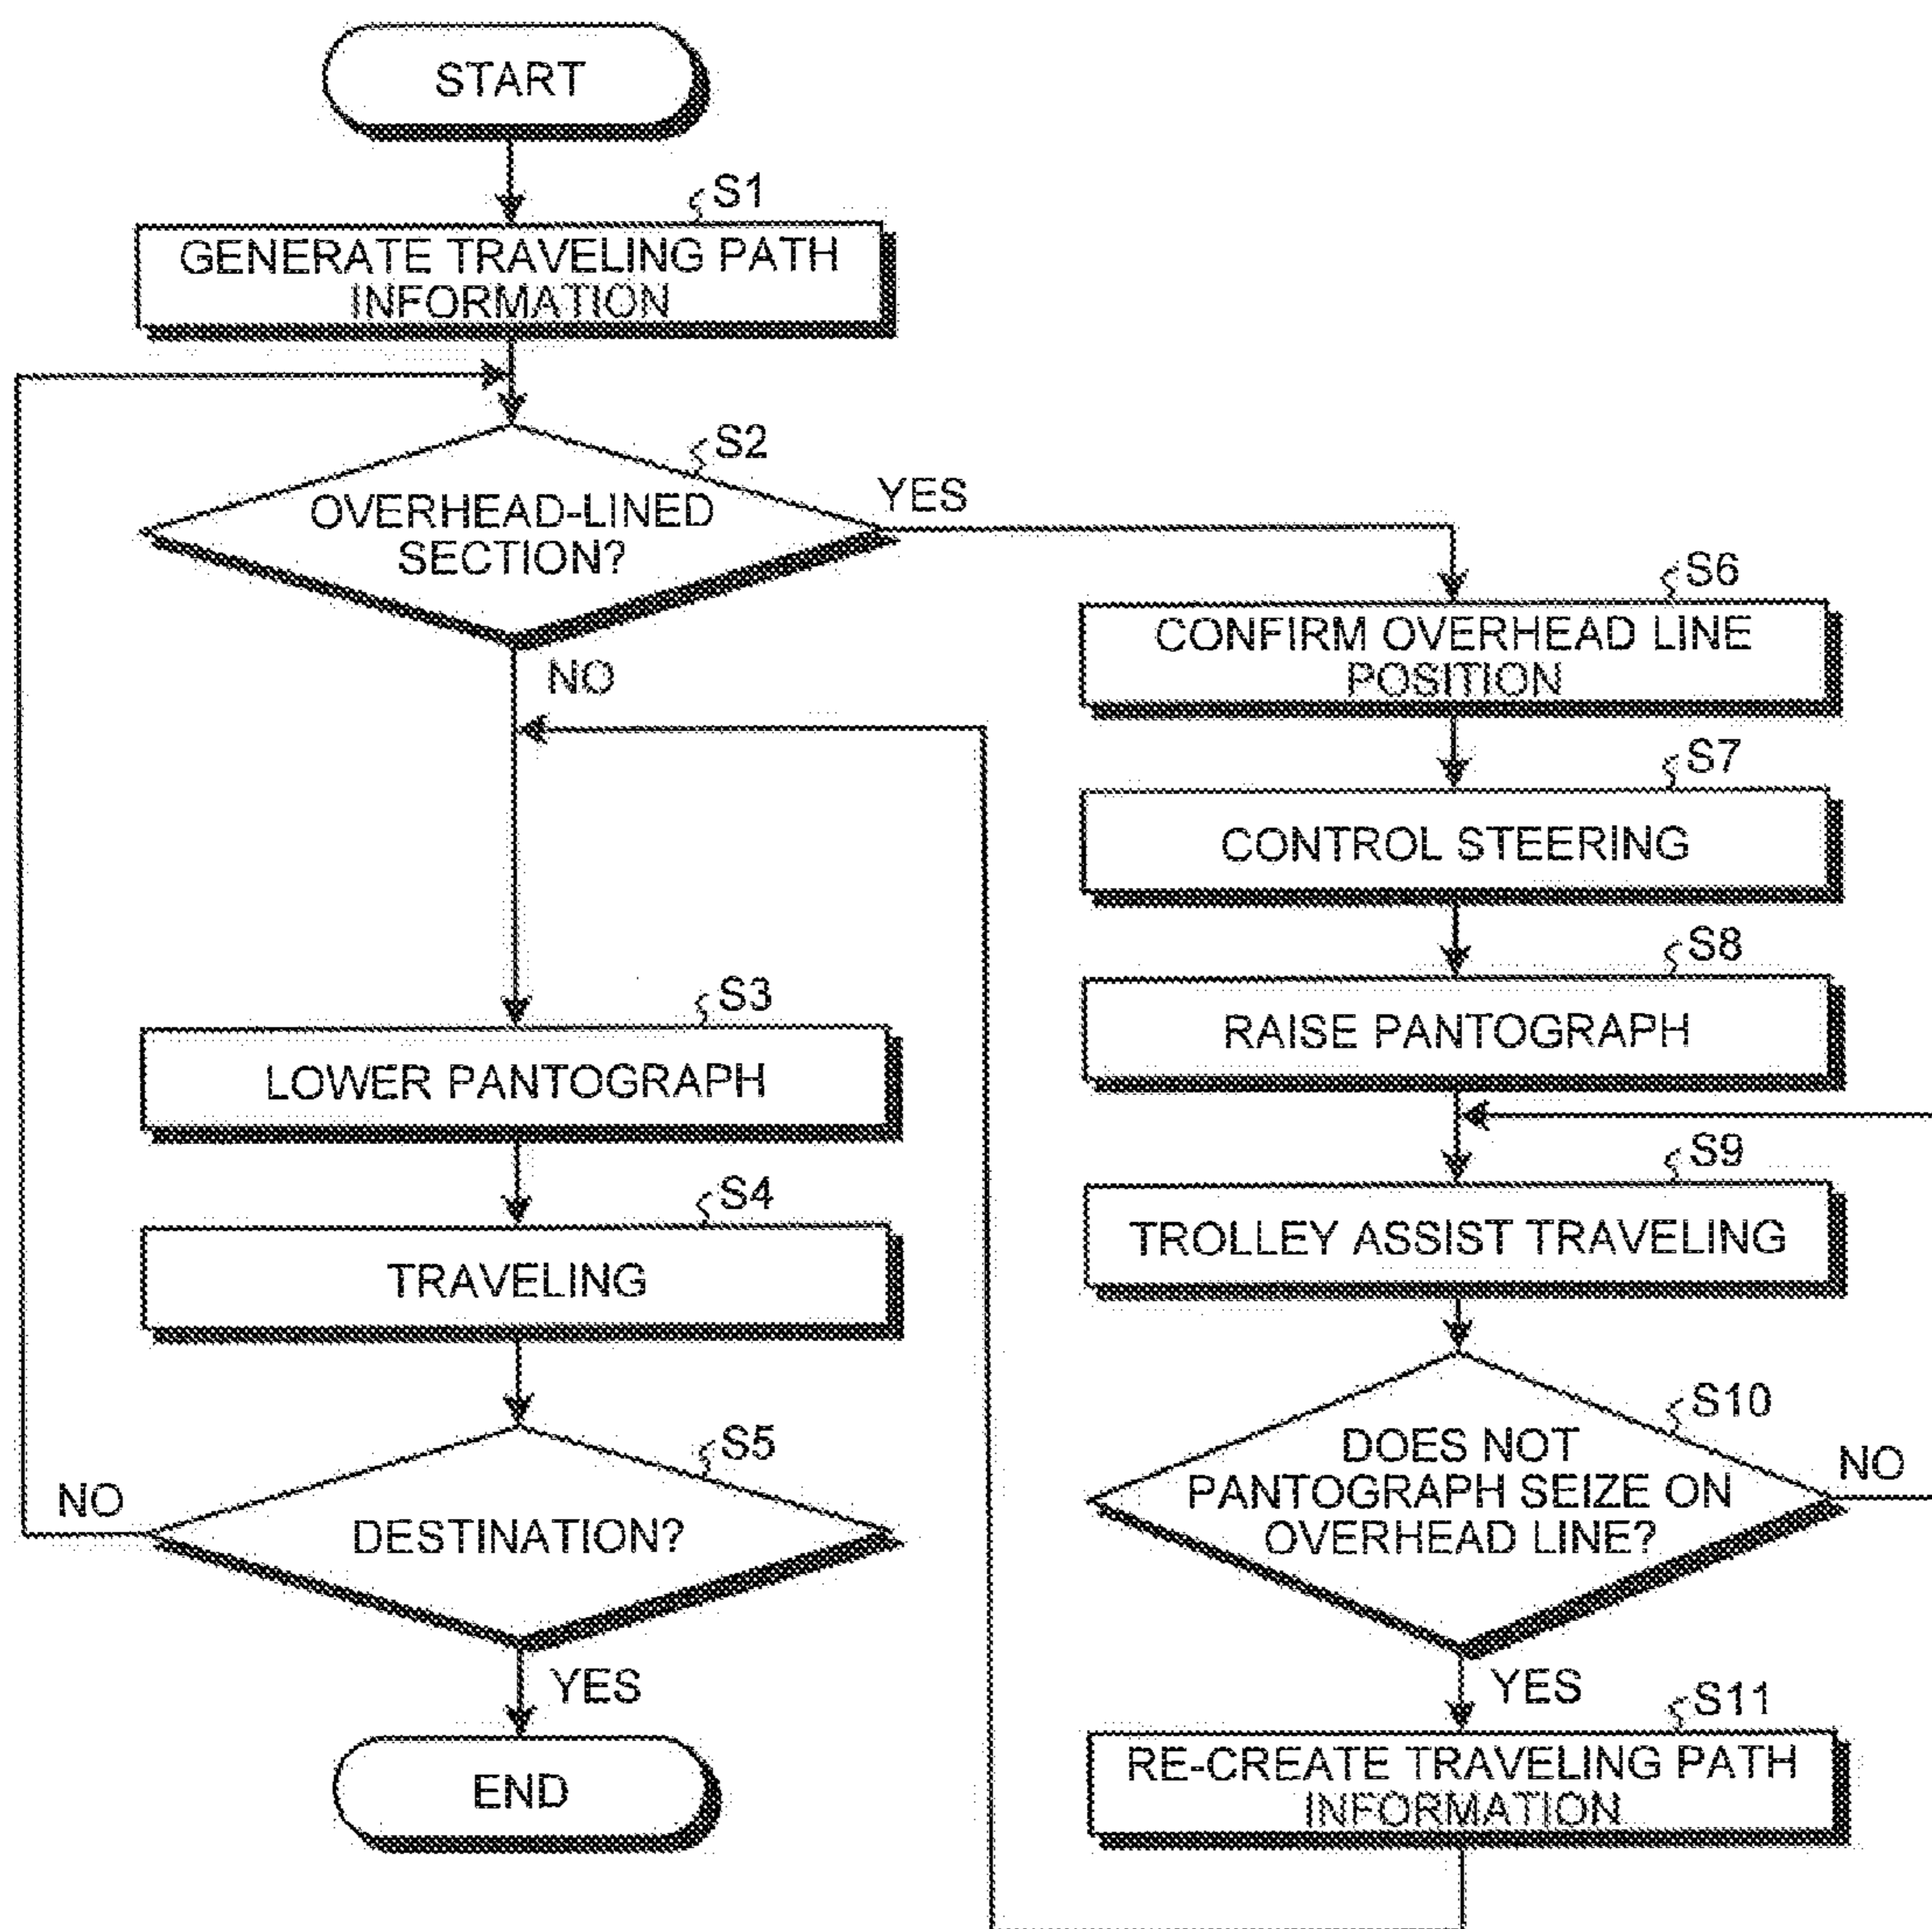 START
S1
GENERATE TRAVELING PATH
INFORMATION
S2
OVERHEAD-LINED
SECTION?
YES
NO
S3
LOWER PANTOGRAPH
S4
TRAVELING
S5
DESTINATION?
NO
YES
END
S6
CONFIRM OVERHEAD LINE
POSITION
S7
CONTROL STEERING
S8
RAISE PANTOGRAPH
S9
TROLLEY ASSIST TRAVELING
S10
DOES NOT
PANTOGRAPH SEIZE ON
OVERHEAD LINE?
NO
YES
S11
RE-CREATE TRAVELING PATH
INFORMATION